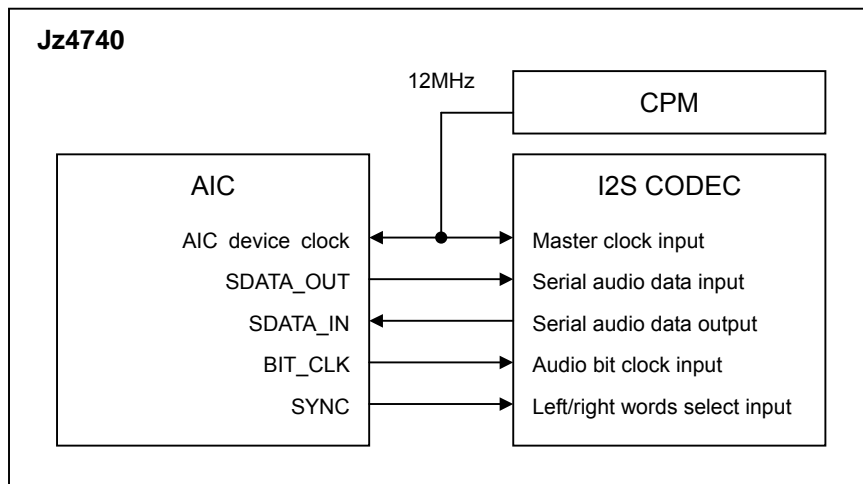 Jz4740
12MHz
CPM
AIC
I2S CODEC
AIC device clock
Master clock input
SDATA_OUT
Serial audio data input
SDATA_IN
Serial audio data output
BIT_CLK
Audio bit clock input
SYNC
Left/right words select input